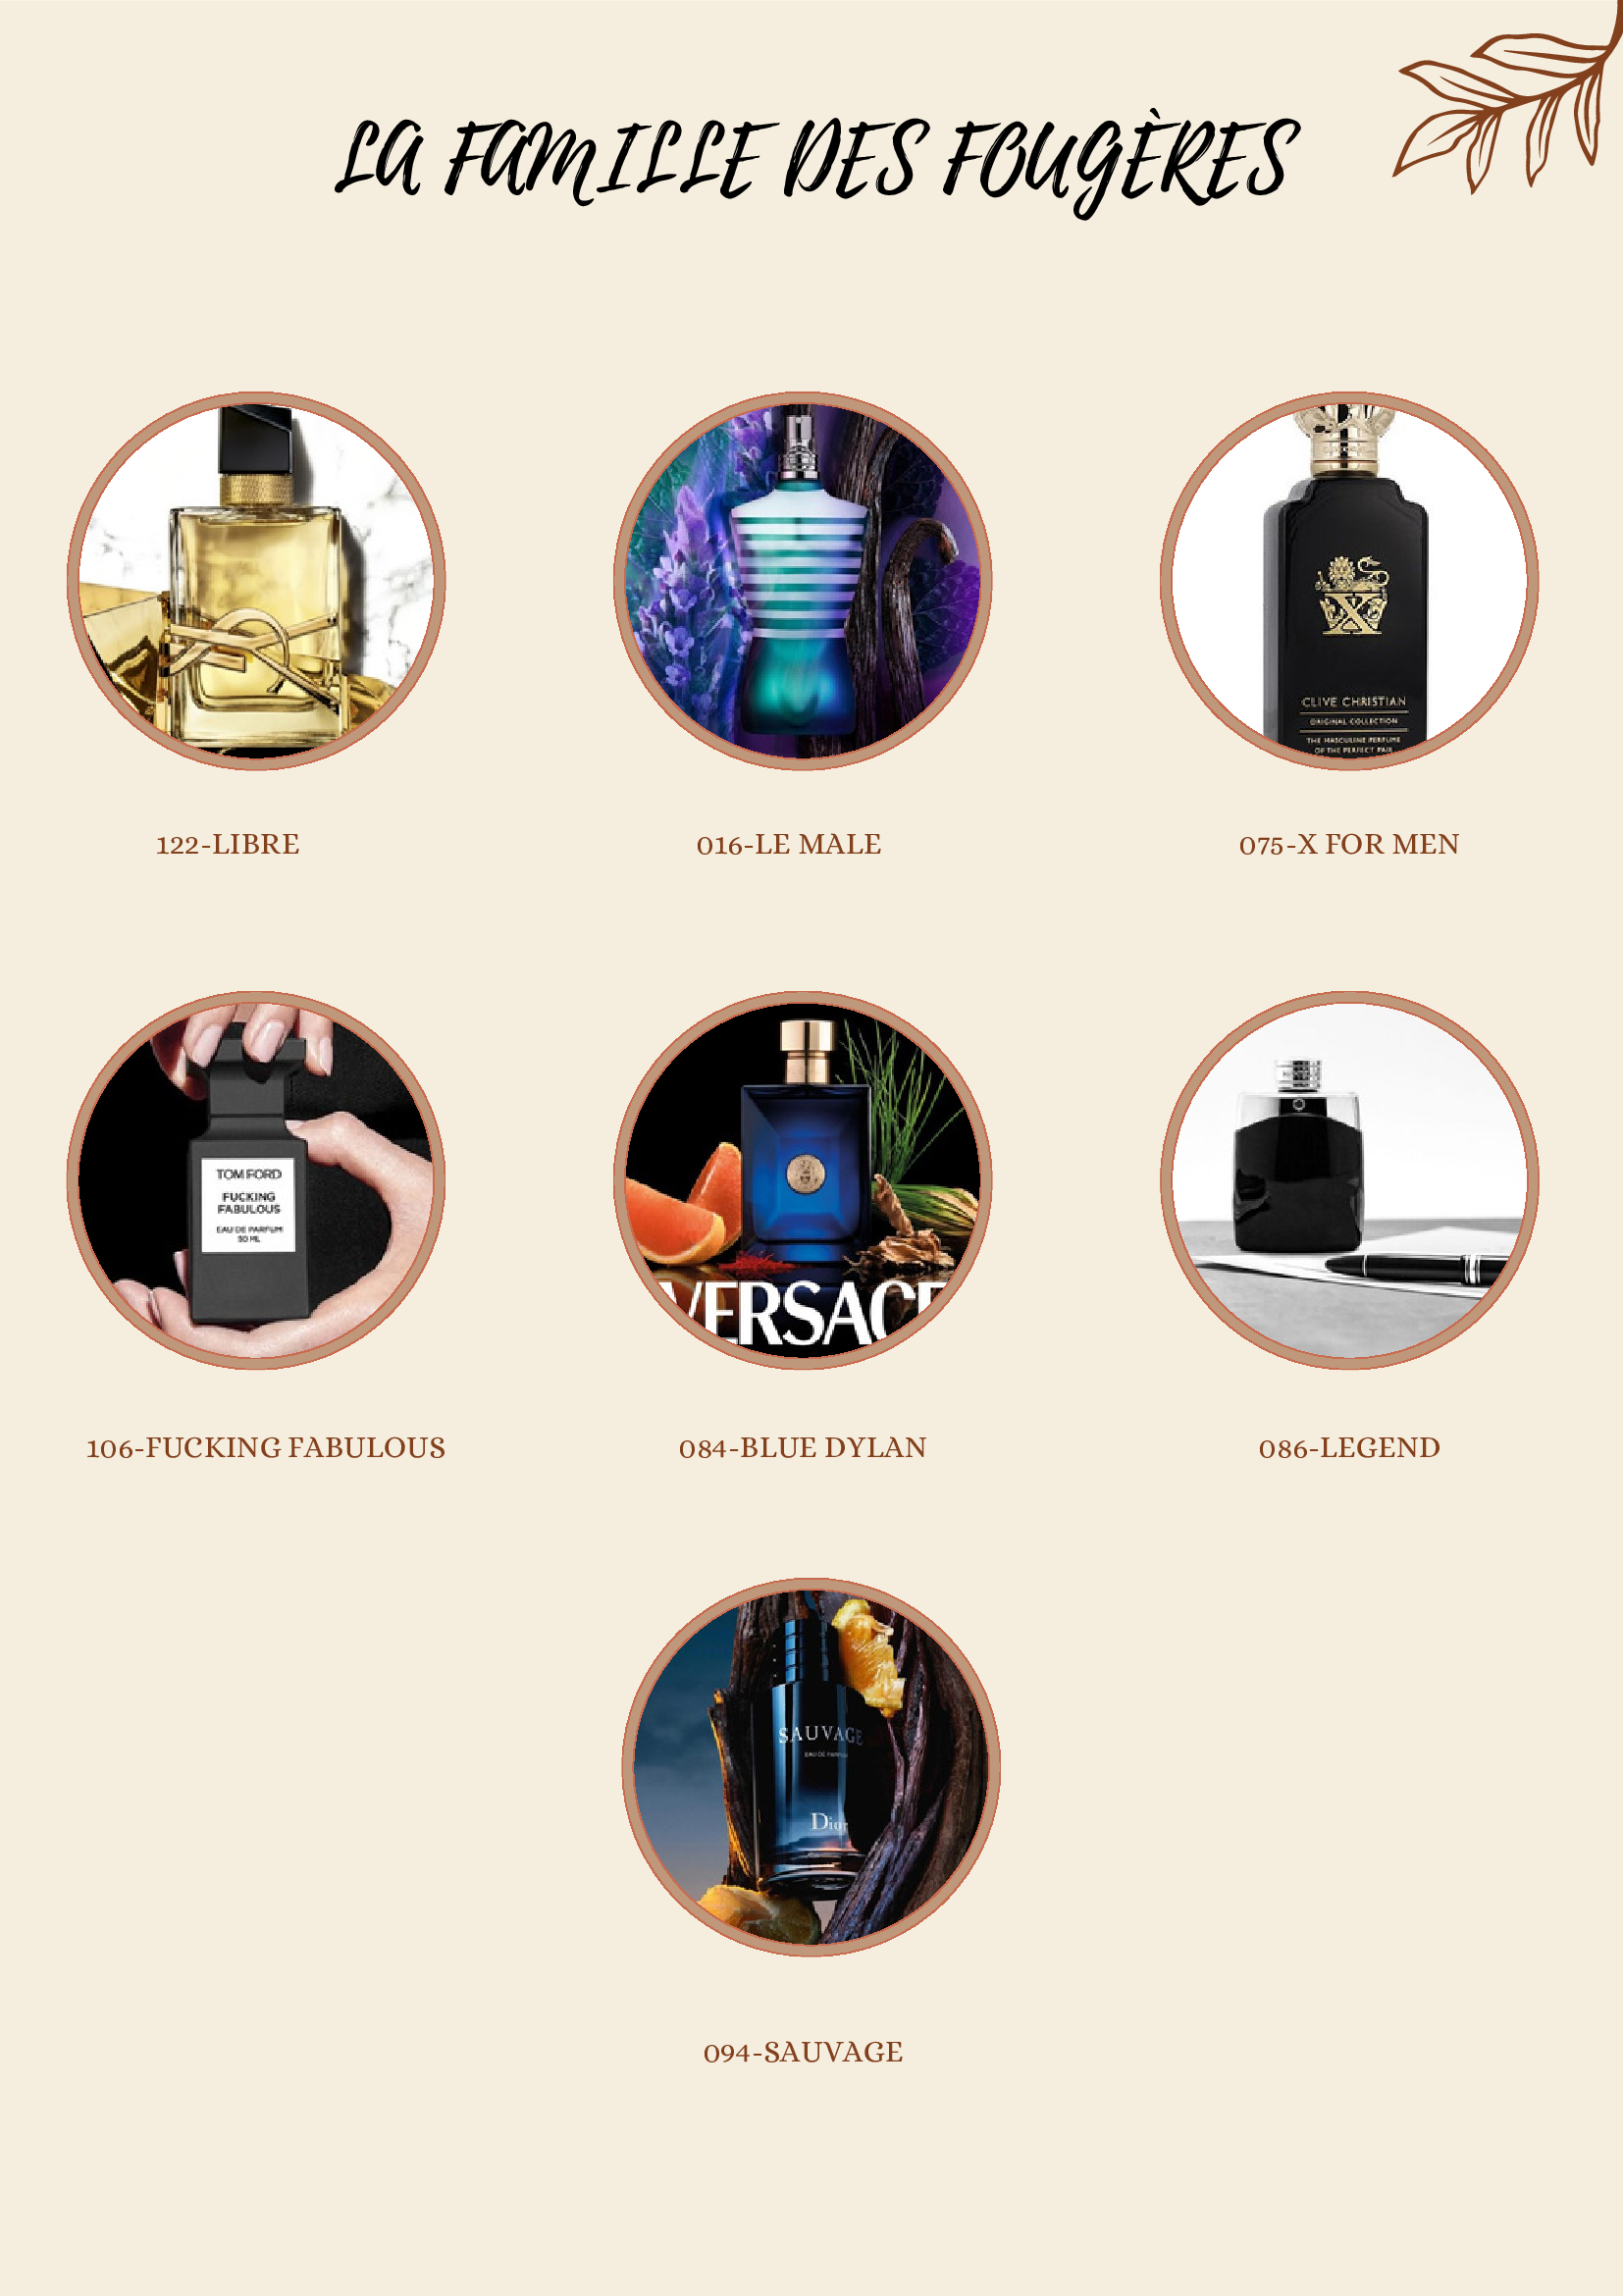 LA FAMILLE DES FOUGÈRES
CLIVE CHRISTIAN
ORIGINAL COLLECTION
THE MASCULINE PERFUME
OF THE PERFECT PAIR
122-LIBRE
016-LE MALE
075-X FOR MEN
TOM FORD
FUCKING
FABULOUS
EAU DE PARFUM
50 ML
VERSACE
106-FUCKING FABULOUS
084-BLUE DYLAN
086-LEGEND
SAUVAGE
EAU DE PARFUM
Dior
094-SAUVAGE